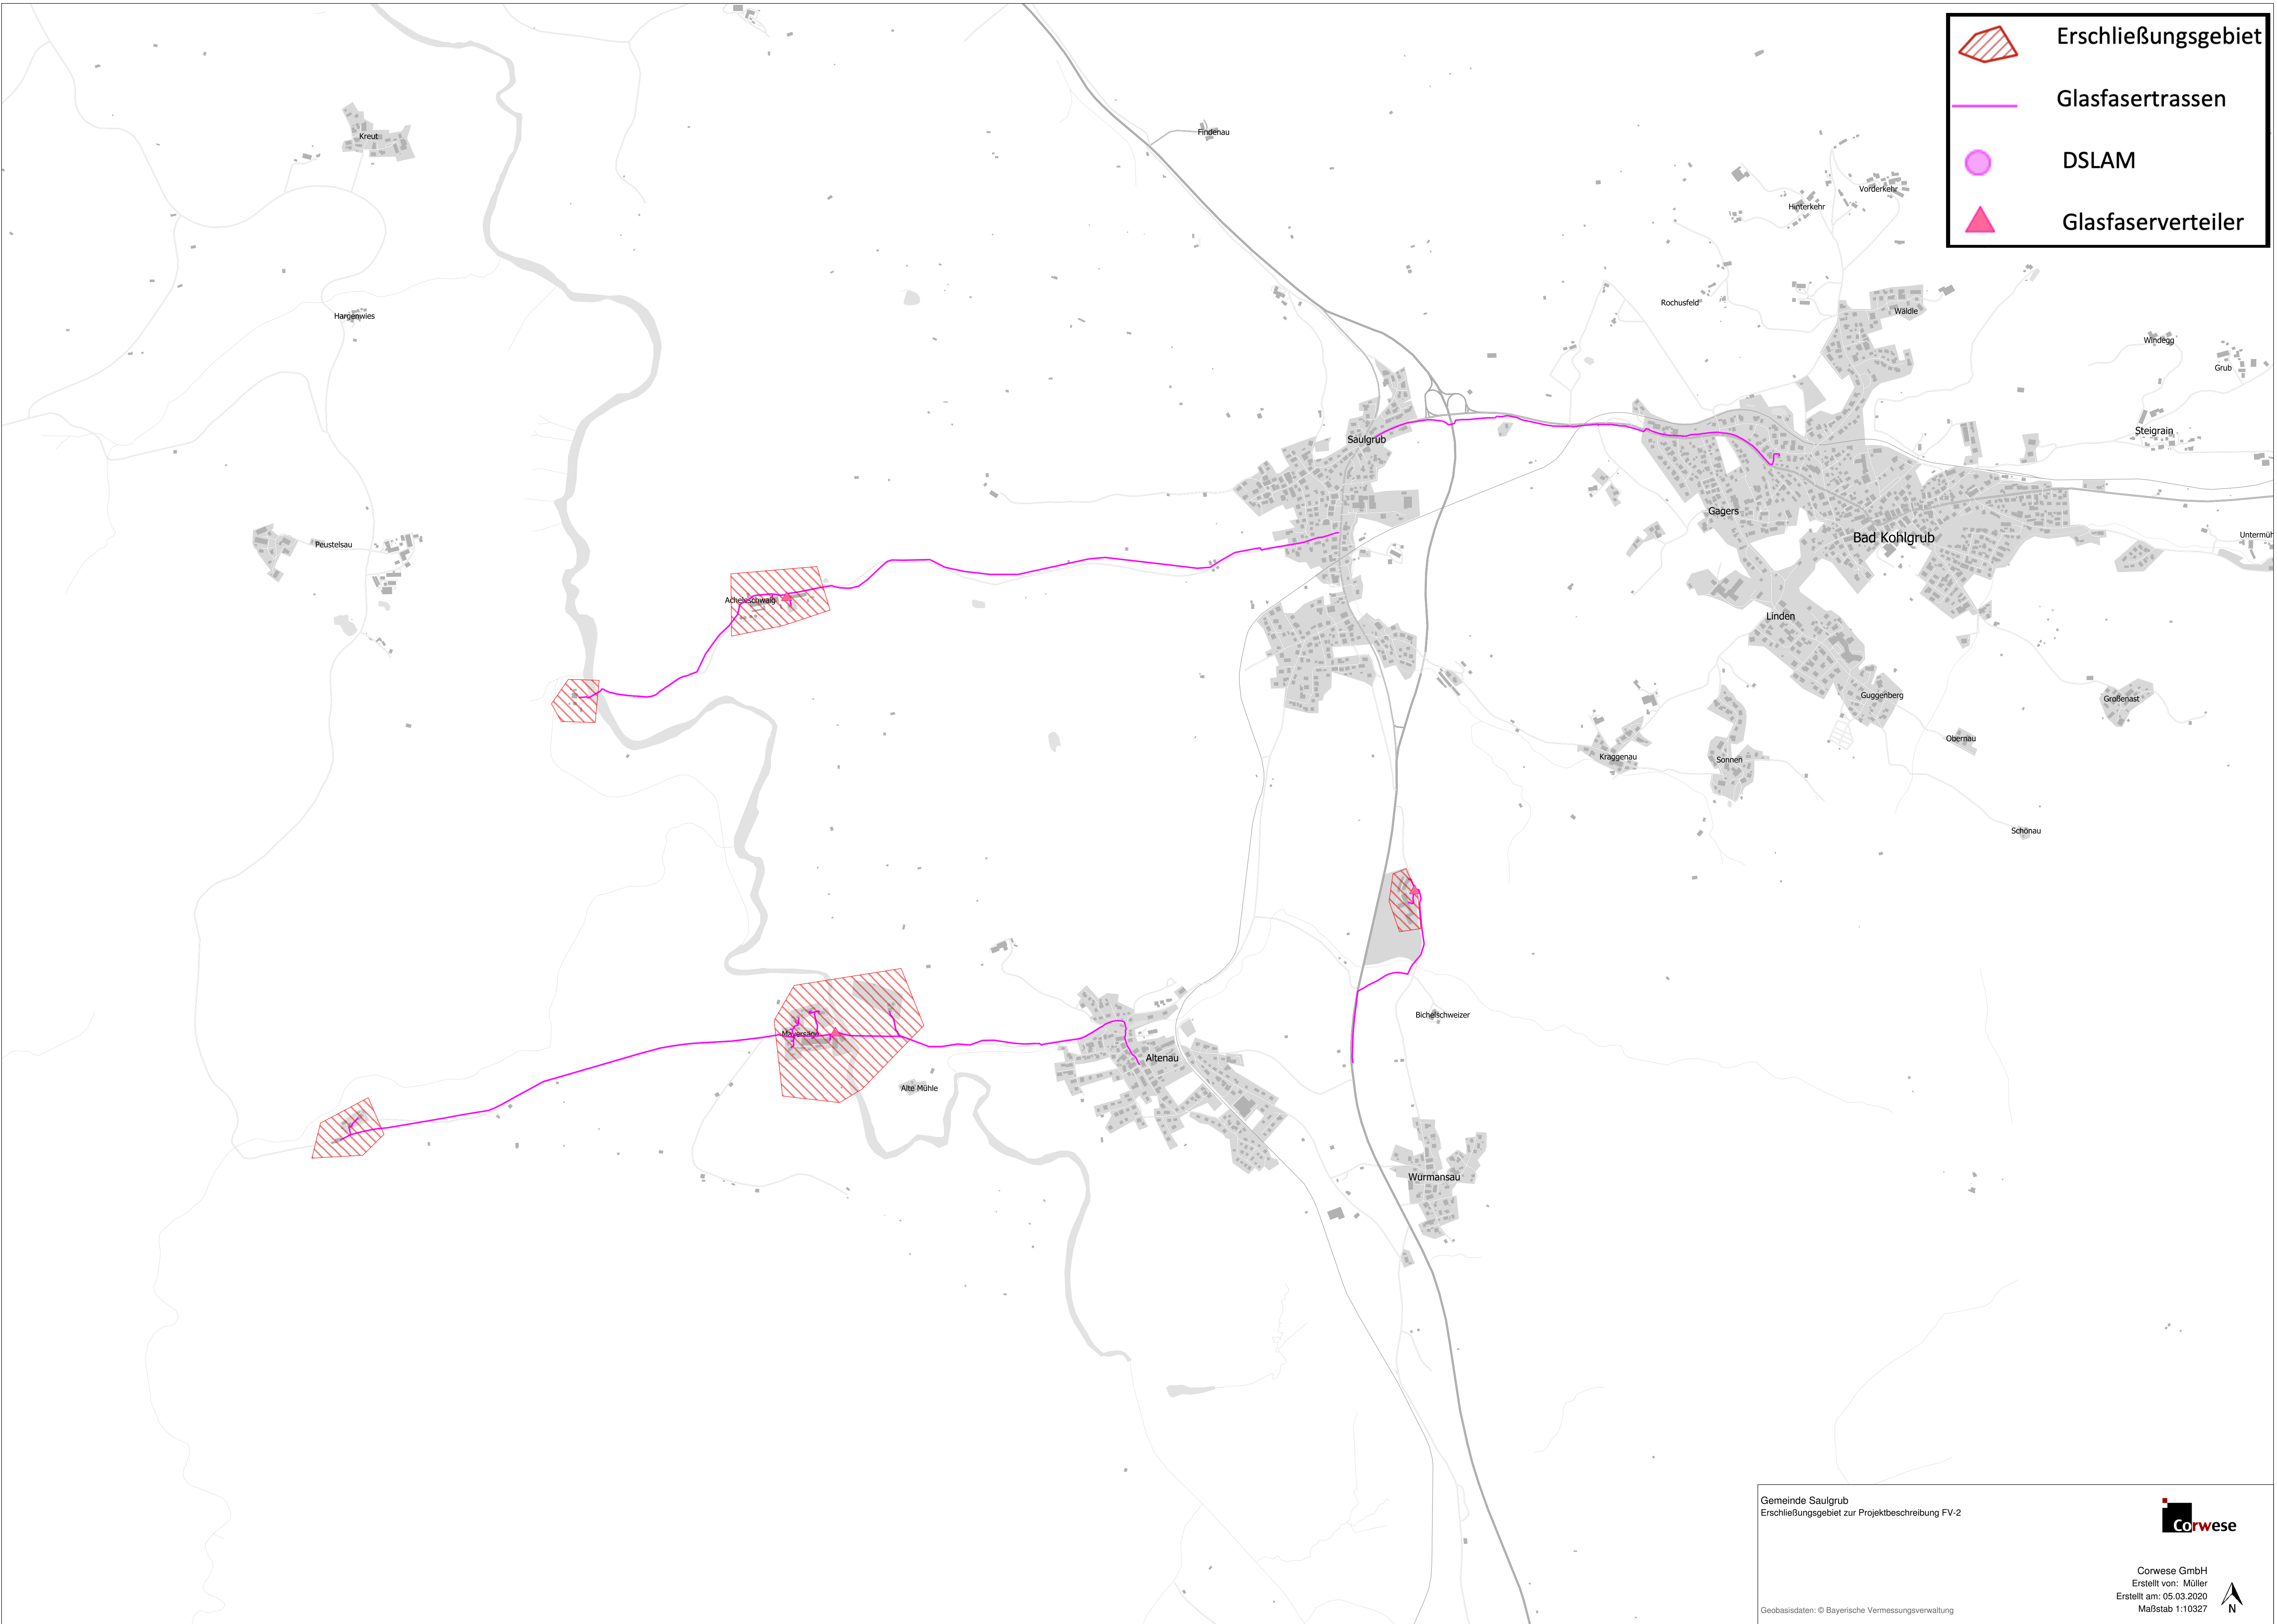 Erschließungsgebiet
Glasfasertrassen
DSLAM
Glasfaserverteiler
Kreut
Findenau
Vorderkehr
Hinterkehr
Rochusfeld
Wäldle
Hargenwies
Windegg
Grub
Steigrain
Saulgrub
Gagers
Bad Kohlgrub
Untermüh
Peustelsau
Achelschwaig
Linden
Guggenberg
Großenast
Obernau
Kraggenau
Sonnen
Schönau
Bichelschweizer
Mayersäge
Altenau
Alte Mühle
Wurmansau
Gemeinde Saulgrub
Erschließungsgebiet zur Projektbeschreibung FV-2
Corwese
Corwese GmbH
Erstellt von: Müller
Erstellt am: 05.03.2020
Maßstab 1:10327
N
Geobasisdaten: © Bayerische Vermessungsverwaltung